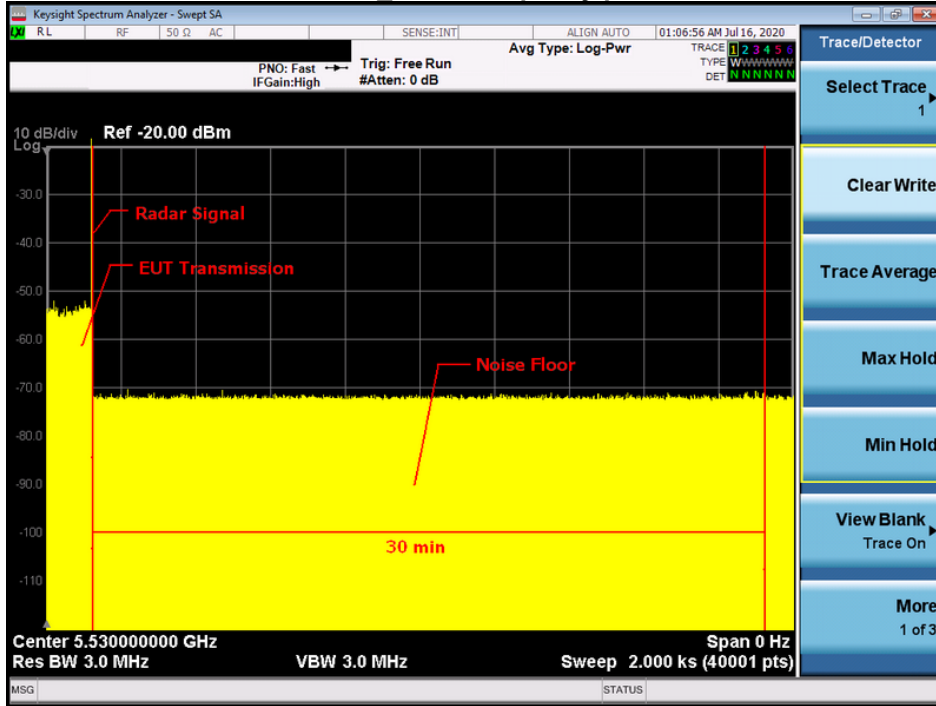 Keysight Spectrum Analyzer - Swept SA
LXI RL RF 50 Ω AC SENSE:INT ALIGN AUTO 01:06:56 AM Jul 16, 2020
Avg Type: Log-Pwr
TRACE 1 2 3 4 5 6
TYPE WWWWWW
DET N N N N N N
PNO: Fast
IFGain:High
Trig: Free Run
#Atten: 0 dB
10 dB/div Ref -20.00 dBm
Log
-30.0
-40.0
-50.0
-60.0
-70.0
-80.0
-90.0
-100
-110
Radar Signal
EUT Transmission
Noise Floor
30 min
Center 5.530000000 GHz Span 0 Hz
Res BW 3.0 MHz VBW 3.0 MHz Sweep 2.000 ks (40001 pts)
MSG STATUS
Trace/Detector
Select Trace
1
Clear Write
Trace Average
Max Hold
Min Hold
View Blank
Trace On
More
1 of 3